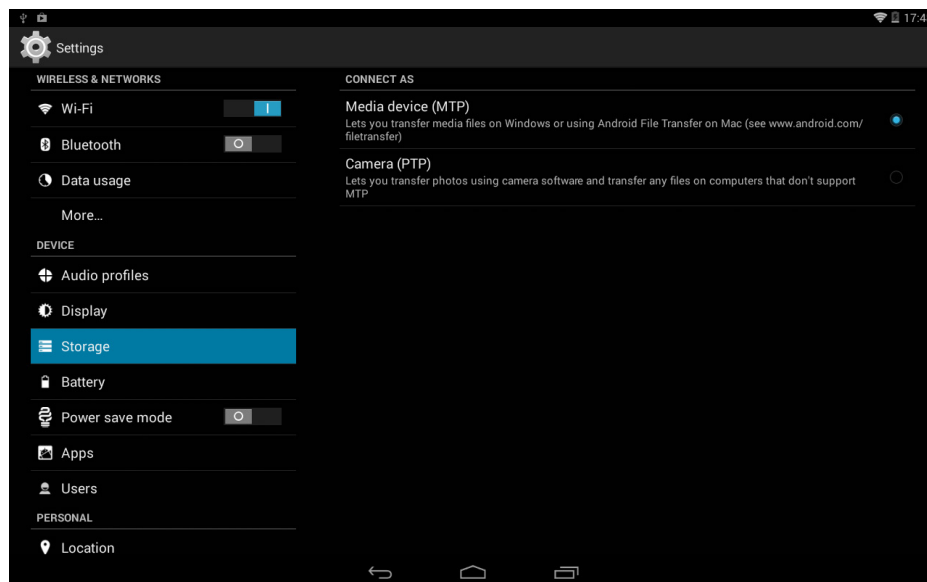 17:4
Settings
WIRELESS & NETWORKS
Wi-Fi
Bluetooth
Data usage
More...
DEVICE
Audio profiles
Display
Storage
Battery
Power save mode
Apps
Users
PERSONAL
Location
CONNECT AS
Media device (MTP)
Lets you transfer media files on Windows or using Android File Transfer on Mac (see www.android.com/
filetransfer)
Camera (PTP)
Lets you transfer photos using camera software and transfer any files on computers that don't support
MTP